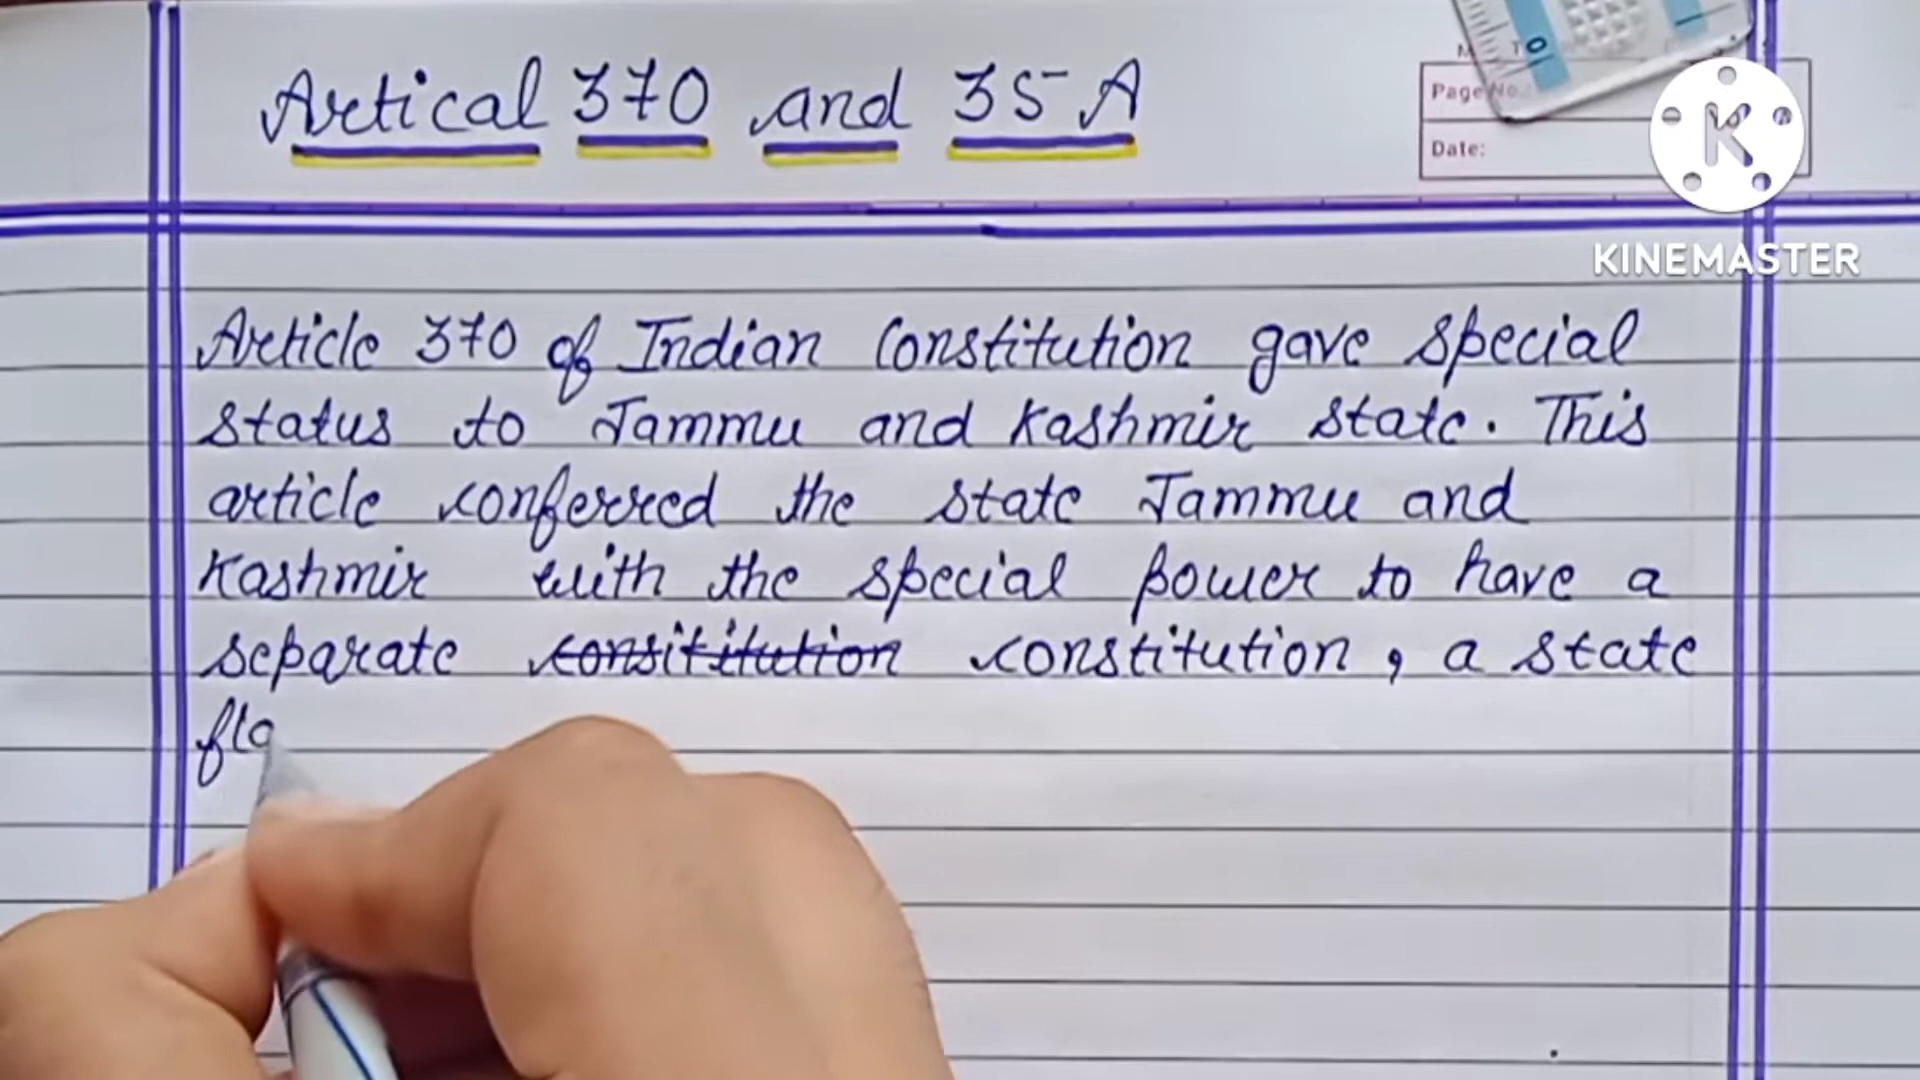 Artical 370 and 35 A
Page No.
Date:
KINEMASTER
Article 370 of Indian Constitution gave special
status to Jammu and Kashmir state. This
article conferred the state Jammu and
Kashmir with the special power to have a
separate consititution constitution, a state
fla